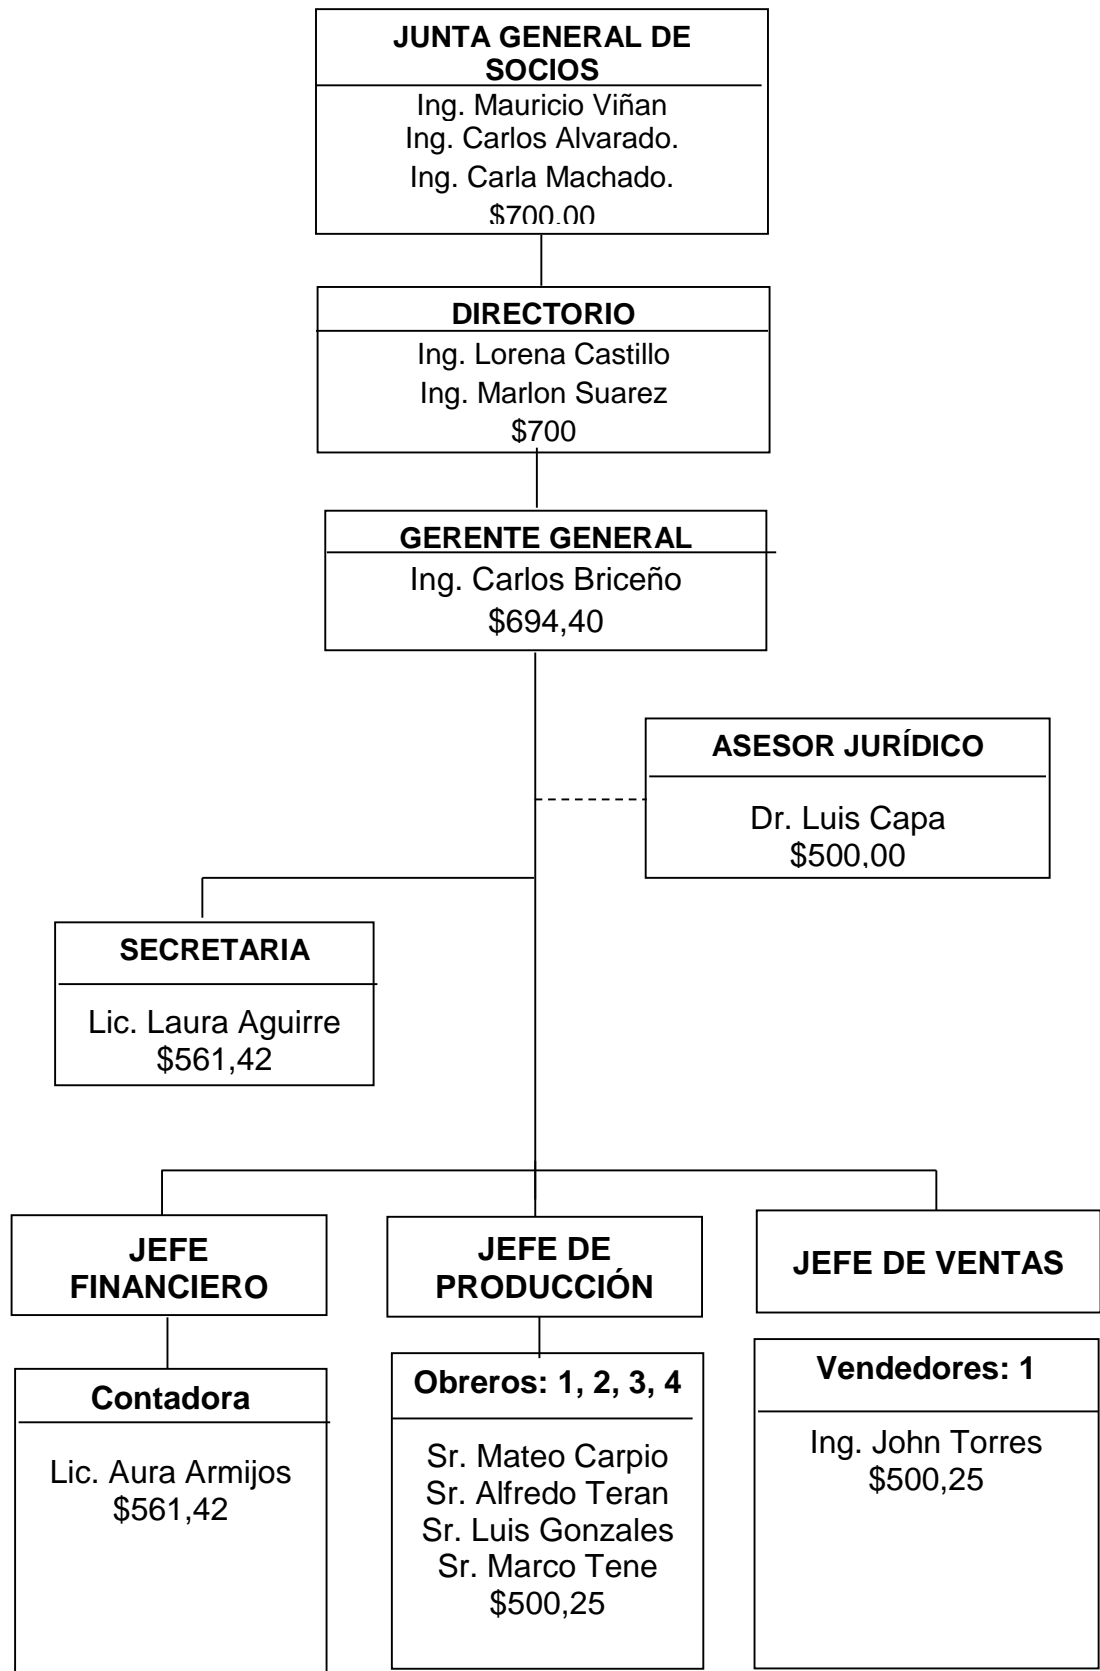 JUNTA GENERAL DE
SOCIOS
Ing. Mauricio Viñan
Ing. Carlos Alvarado.
Ing. Carla Machado.
$700.00
DIRECTORIO
Ing. Lorena Castillo
Ing. Marlon Suarez
$700
GERENTE GENERAL
Ing. Carlos Briceño
$694,40
ASESOR JURÍDICO
Dr. Luis Capa
$500,00
SECRETARIA
Lic. Laura Aguirre
$561,42
JEFE
FINANCIERO
JEFE DE
PRODUCCIÓN
JEFE DE VENTAS
Contadora
Lic. Aura Armijos
$561,42
Obreros: 1, 2, 3, 4
Sr. Mateo Carpio
Sr. Alfredo Teran
Sr. Luis Gonzales
Sr. Marco Tene
$500,25
Vendedores: 1
Ing. John Torres
$500,25